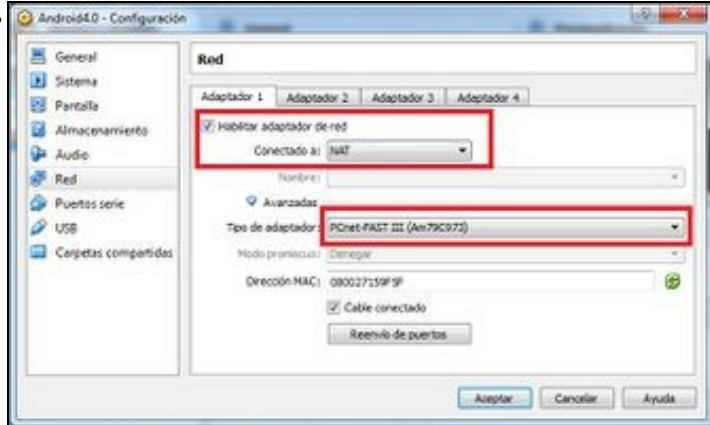 Android4.0 - Configuración
General
Sistema
Pantalla
Almacenamiento
Audio
Red
Puertos serie
USB
Carpetas compartidas
Red
Adaptador 1 Adaptador 2 Adaptador 3 Adaptador 4
Habilitar adaptador de red
Conectado a: NAT
Nombre:
Avanzadas
Tipo de adaptador: PCnet-FAST III (Am79C973)
Modo promiscuo: Denegar
Dirección MAC: 080027159F5F
Cable conectado
Reenvío de puertos
Aceptar Cancelar Ayuda